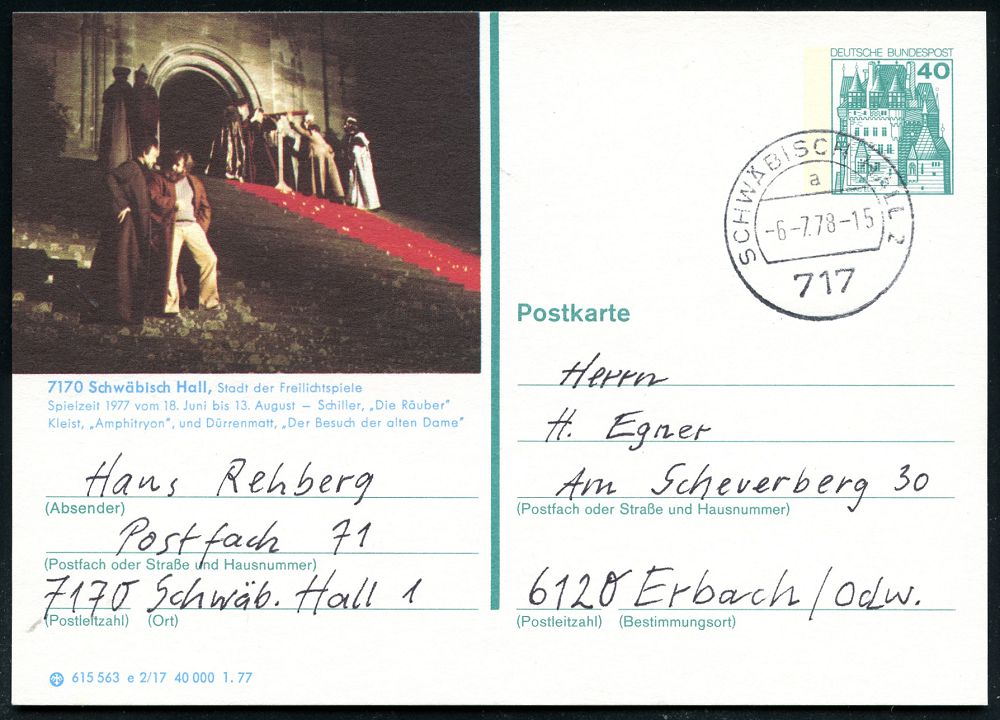 7170 Schwäbisch Hall, Stadt der Freilichtspiele
Spielzeit 1977 vom 18. Juni bis 13. August – Schiller, „Die Räuber"
Kleist, „Amphitryon", und Dürrenmatt, „Der Besuch der alten Dame"
Hans Rehberg
(Absender)
Postfach 71
(Postfach oder Straße und Hausnummer)
7170 Schwäb. Hall 1
(Postleitzahl) (Ort)
615 563 e 2/17 40 000 1. 77
DEUTSCHE BUNDESPOST
40
SCHWÄBISCH HALL 2
a
-6-7.78-15
717
Postkarte
Herrn
H. Egner
Am Scheuerberg 30
(Postfach oder Straße und Hausnummer)
6120 Erbach/Odw.
(Postleitzahl) (Bestimmungsort)